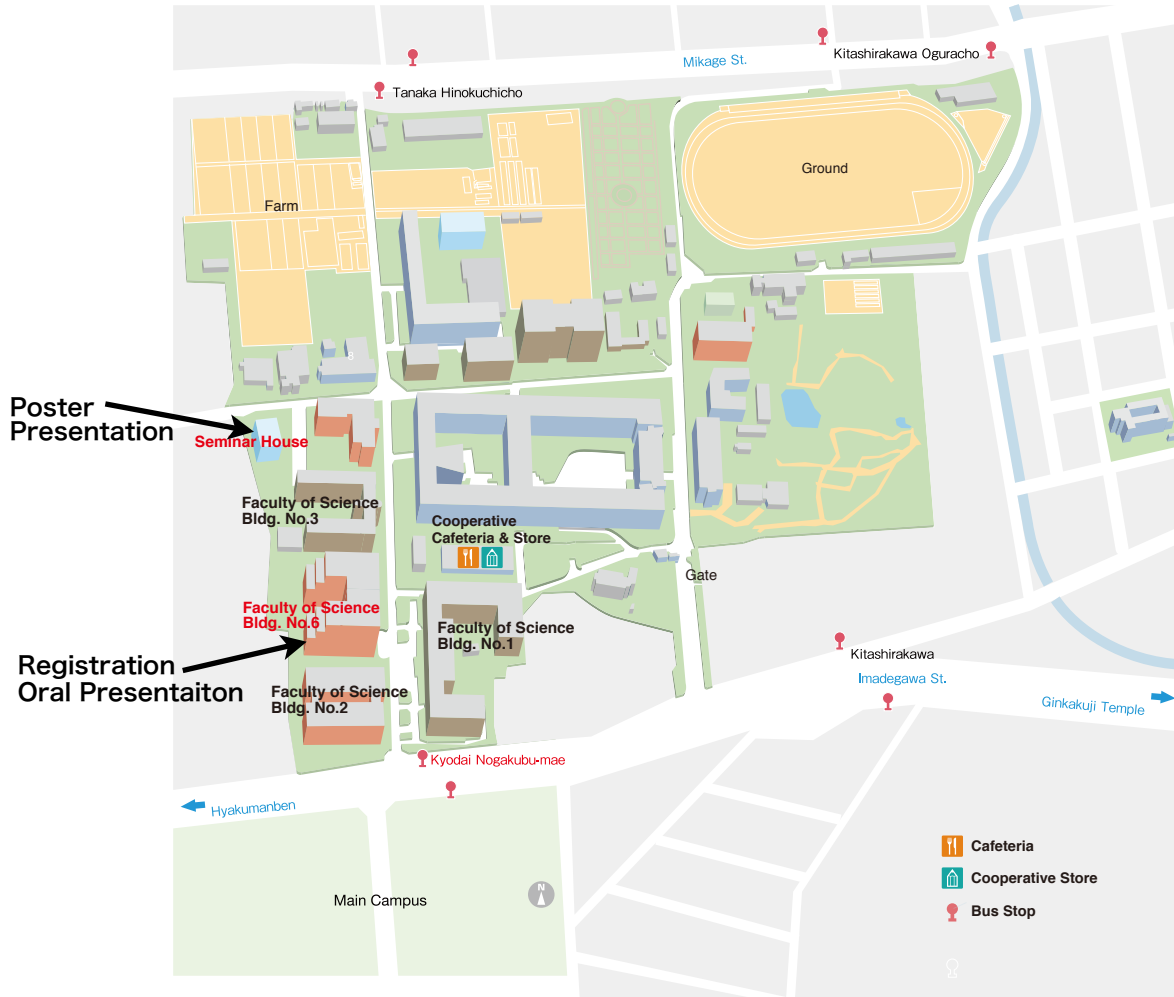 Mikage St.
Kitashirakawa Oguracho
Tanaka Hinokuchicho
Ground
Farm
8
Poster
Presentation
Seminar House
Faculty of Science
Bldg. No.3
Cooperative
Cafeteria & Store
Gate
Faculty of Science
Bldg. No.6
Faculty of Science
Bldg. No.1
Registration
Oral Presentaiton
Kitashirakawa
Imadegawa St.
Faculty of Science
Bldg. No.2
Ginkakuji Temple
Kyodai Nogakubu-mae
Hyakumanben
Cafeteria
Cooperative Store
Bus Stop
Main Campus
N